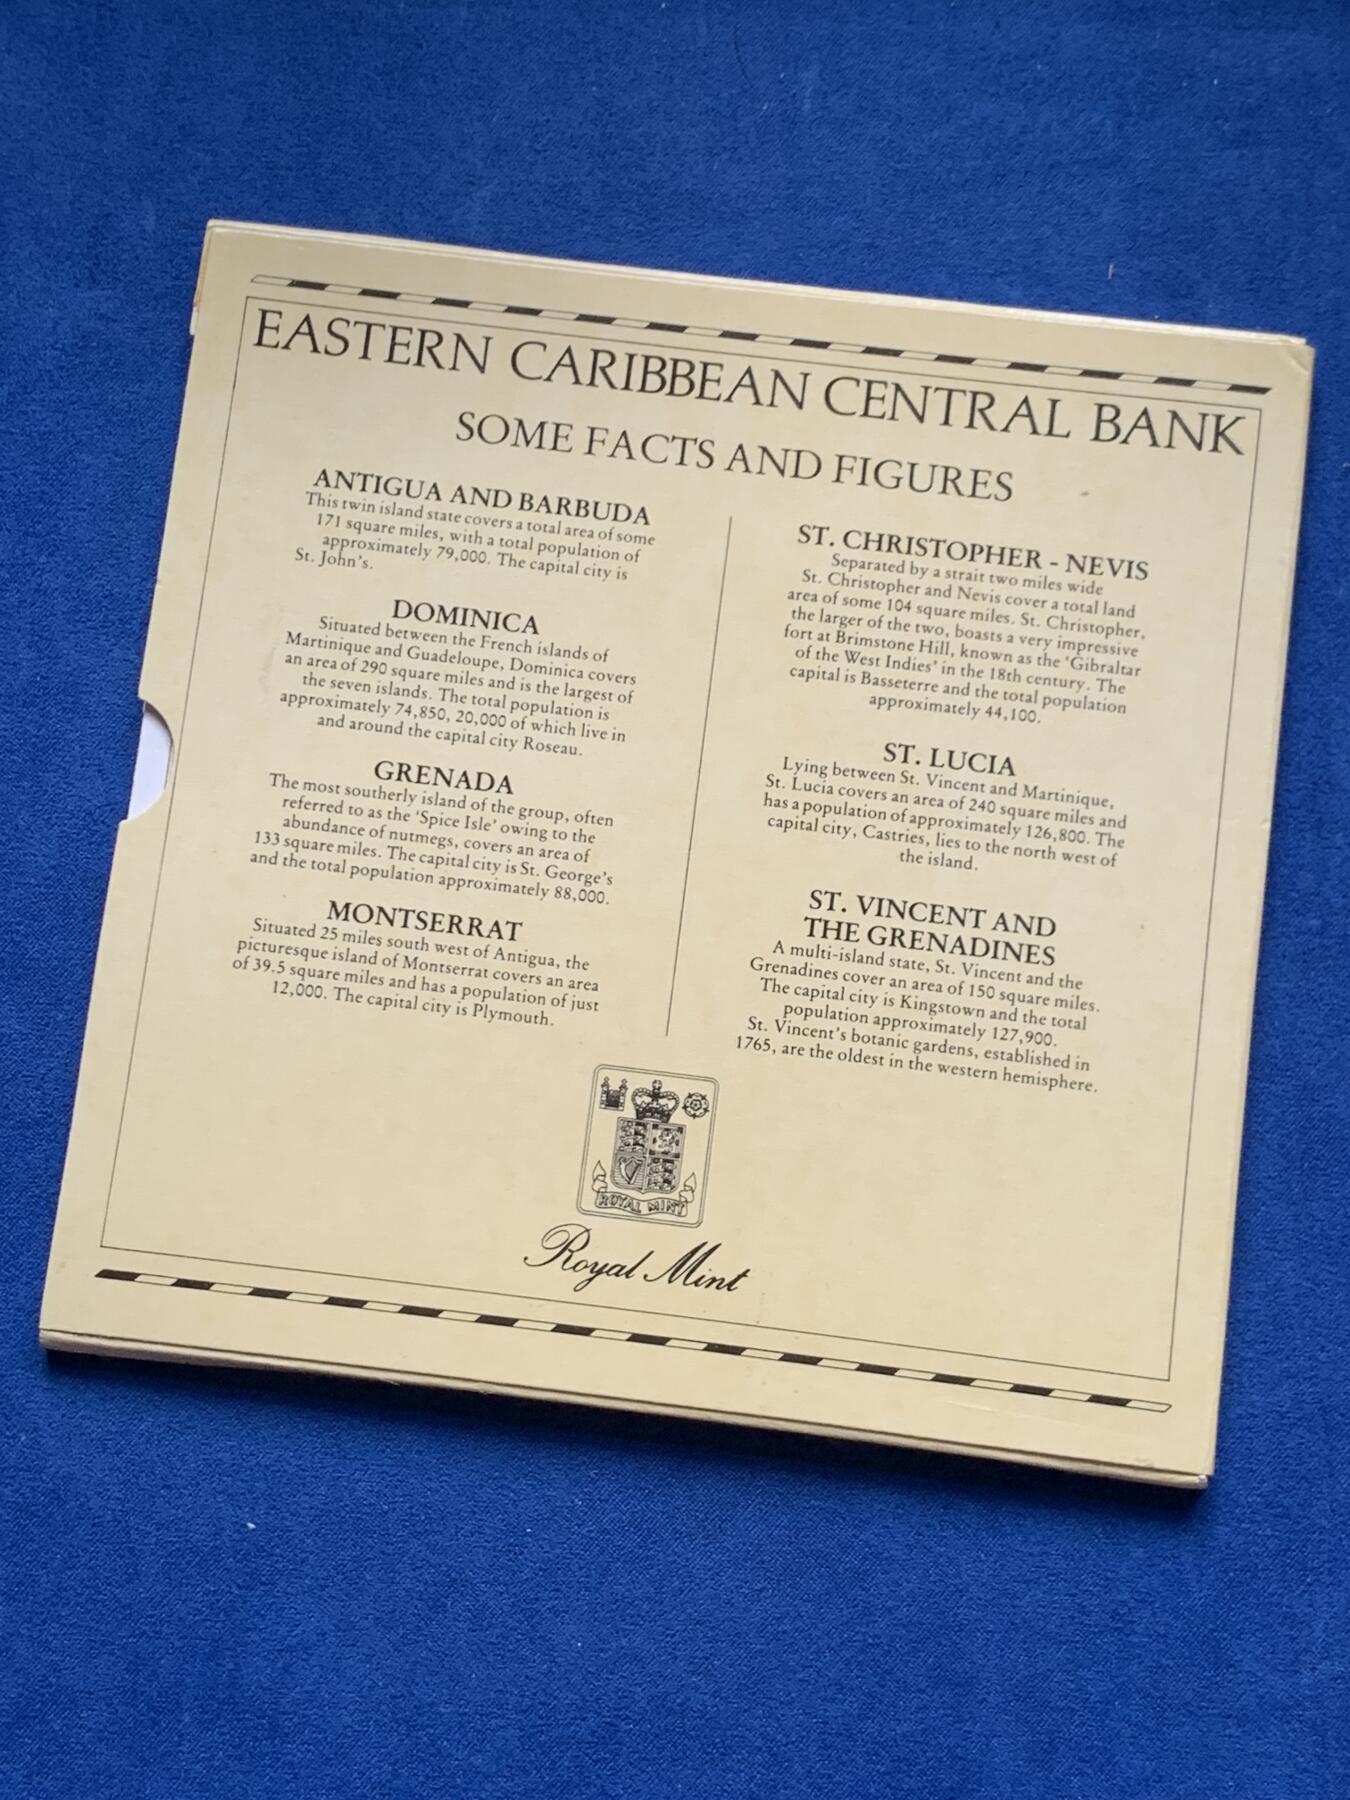 EASTERN CARIBBEAN CENTRAL BANK
SOME FACTS AND FIGURES
ANTIGUA AND BARBUDA
This twin island state covers a total area of some
171 square miles, with a total population of
approximately 79,000. The capital city is
St. John's.
DOMINICA
Situated between the French islands of
Martinique and Guadeloupe, Dominica covers
an area of 290 square miles and is the largest of
the seven islands. The total population is
approximately 74,850, 20,000 of which live in
and around the capital city Roseau.
GRENADA
The most southerly island of the group, often
referred to as the 'Spice Isle' owing to the
abundance of nutmegs, covers an area of
133 square miles. The capital city is St. George's
and the total population approximately 88,000.
MONTSERRAT
Situated 25 miles south west of Antigua, the
picturesque island of Montserrat covers an area
of 39.5 square miles and has a population of just
12,000. The capital city is Plymouth.
ST. CHRISTOPHER - NEVIS
Separated by a strait two miles wide
St. Christopher and Nevis cover a total land
area of some 104 square miles. St. Christopher,
the larger of the two, boasts a very impressive
fort at Brimstone Hill, known as the 'Gibraltar
of the West Indies' in the 18th century. The
capital is Basseterre and the total population
approximately 44,100.
ST. LUCIA
Lying between St. Vincent and Martinique,
St. Lucia covers an area of 240 square miles and
has a population of approximately 126,800. The
capital city, Castries, lies to the north west of
the island.
ST. VINCENT AND
THE GRENADINES
A multi-island state, St. Vincent and the
Grenadines cover an area of 150 square miles.
The capital city is Kingstown and the total
population approximately 127,900.
St. Vincent's botanic gardens, established in
1765, are the oldest in the western hemisphere.
ROYAL MINT
Royal Mint